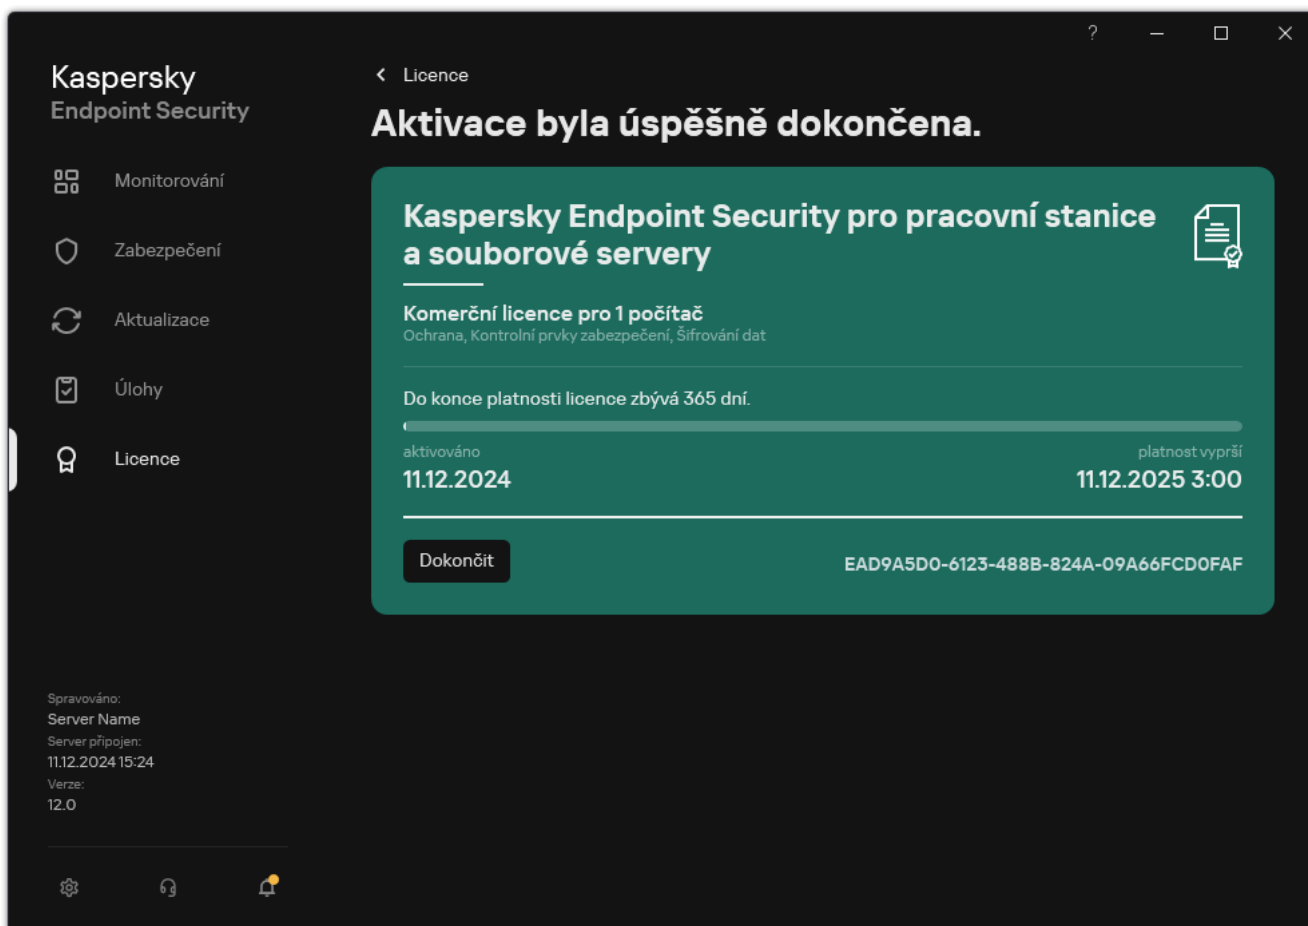 ?
Kaspersky
Endpoint Security
Monitorování
Zabezpečení
Aktualizace
Úlohy
Licence
Spravováno:
Server Name
Server připojen:
11.12.2024 15:24
Verze:
12.0
Licence
Aktivace byla úspěšně dokončena.
Kaspersky Endpoint Security pro pracovní stanice
a souborové servery
Komerční licence pro 1 počítač
Ochrana, Kontrolní prvky zabezpečení, Šifrování dat
Do konce platnosti licence zbývá 365 dní.
aktivováno
platnost vyprší
11.12.2024
11.12.2025 3:00
Dokončit
EAD9A5D0-6123-488B-824A-09A66FCD0FAF